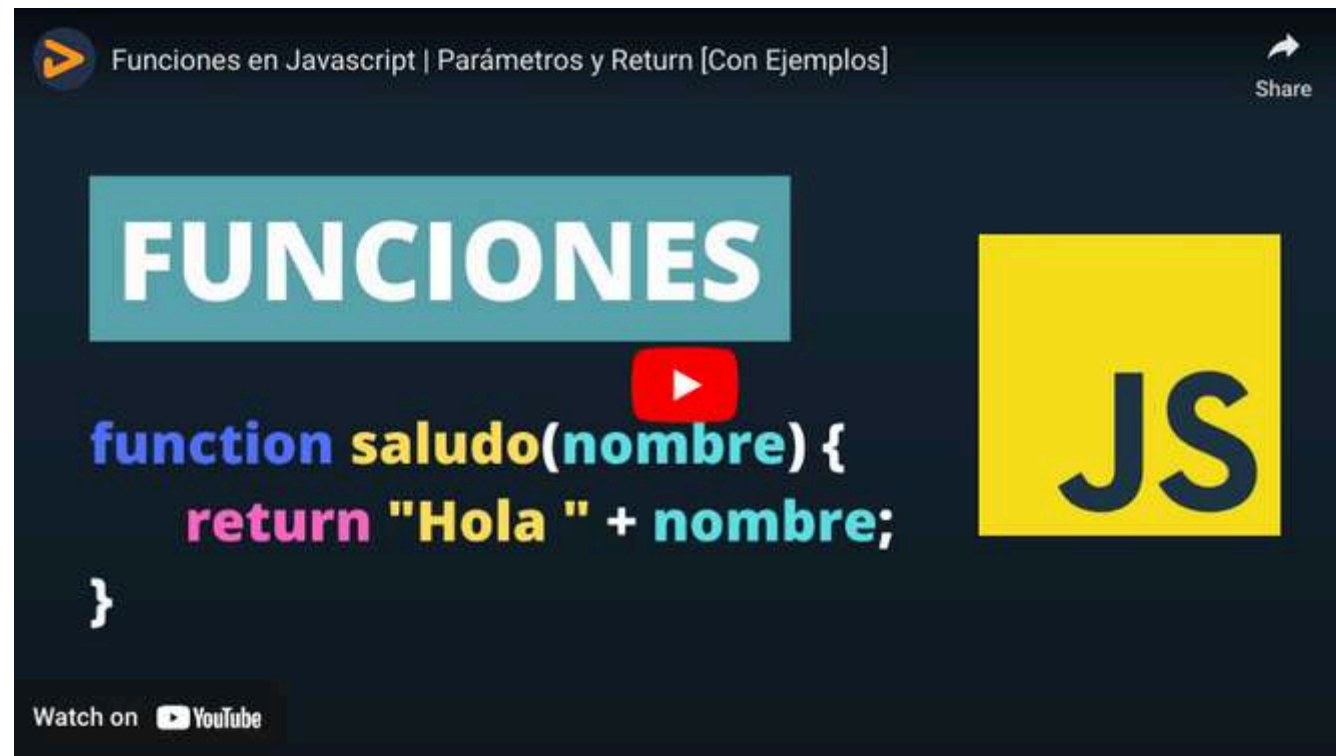 Funciones en Javascript | Parámetros y Return [Con Ejemplos]
Share
FUNCIONES
function saludo(nombre) {
return "Hola " + nombre;
}
JS
Watch on YouTube